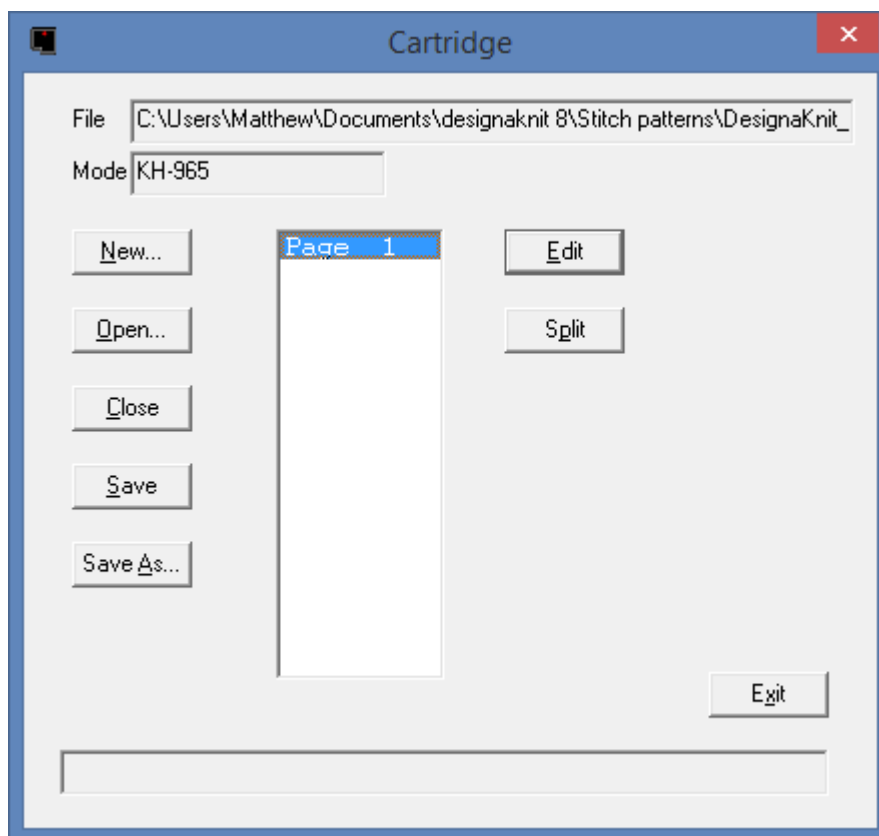 Cartridge
File C:\Users\Matthew\Documents\designaknit 8\Stitch patterns\DesignaKnit_
Mode KH-965
New... Page 1 Edit
Open... Split
Close
Save
Save As...
Exit